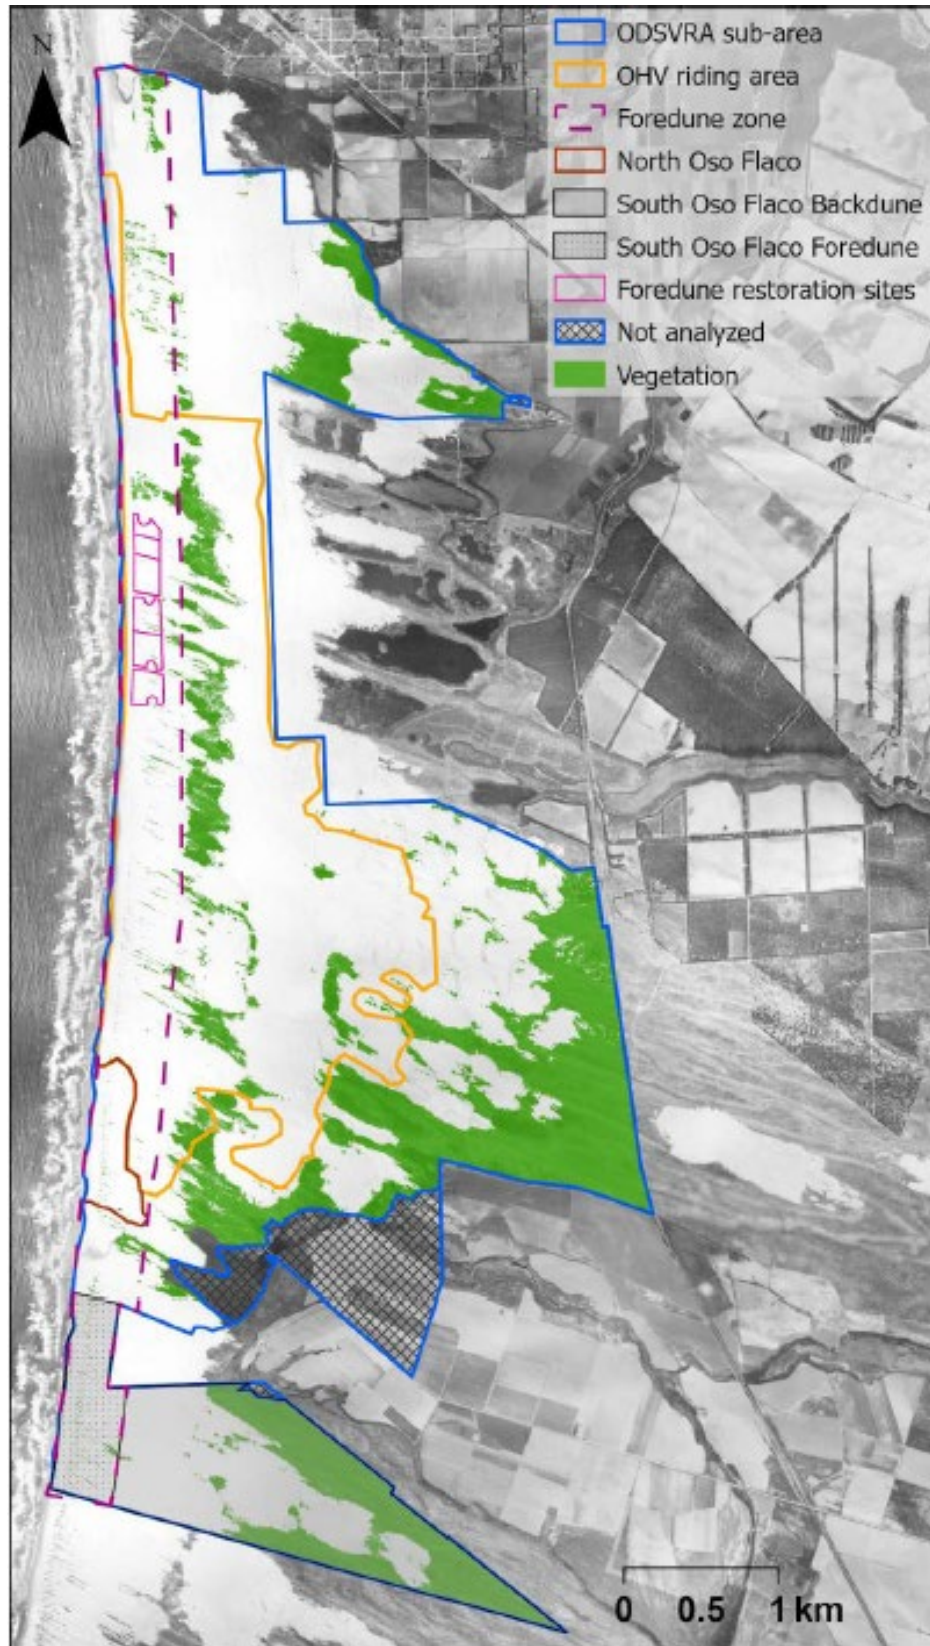 N
ODSVRA sub-area
OHV riding area
Foredune zone
North Oso Flaco
South Oso Flaco Backdune
South Oso Flaco Foredune
Foredune restoration sites
Not analyzed
Vegetation
0 0.5 1 km